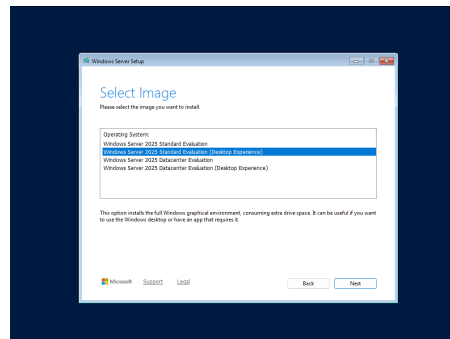 Windows Server Setup
Select Image
Please select the image you want to install.
Operating System:
Windows Server 2025 Standard Evaluation
Windows Server 2025 Standard Evaluation (Desktop Experience)
Windows Server 2025 Datacenter Evaluation
Windows Server 2025 Datacenter Evaluation (Desktop Experience)
This option installs the full Windows graphical environment, consuming extra drive space. It can be useful if you want
to use the Windows desktop or have an app that requires it.
Microsoft Support Legal Back Next